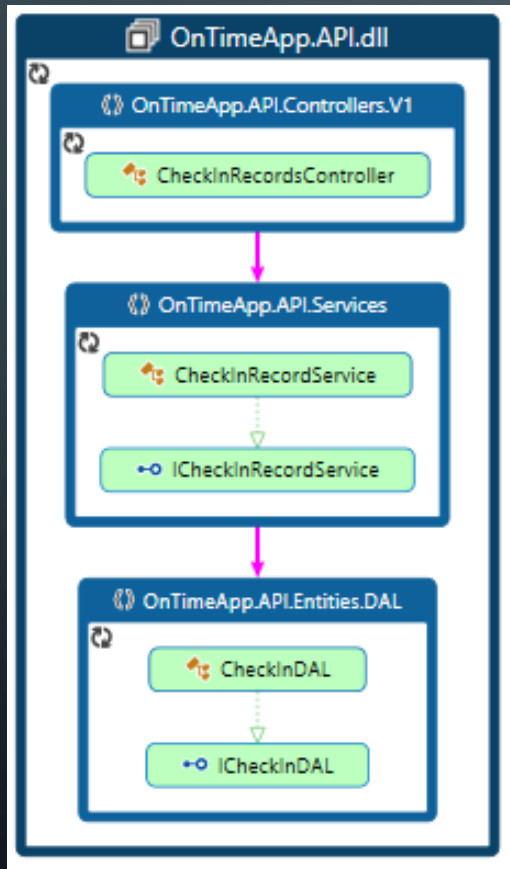 OnTimeApp.API.dll
OnTimeApp.API.Controllers.V1
CheckInRecordsController
OnTimeApp.API.Services
CheckInRecordService
ICheckInRecordService
OnTimeApp.API.Entities.DAL
CheckInDAL
ICheckInDAL